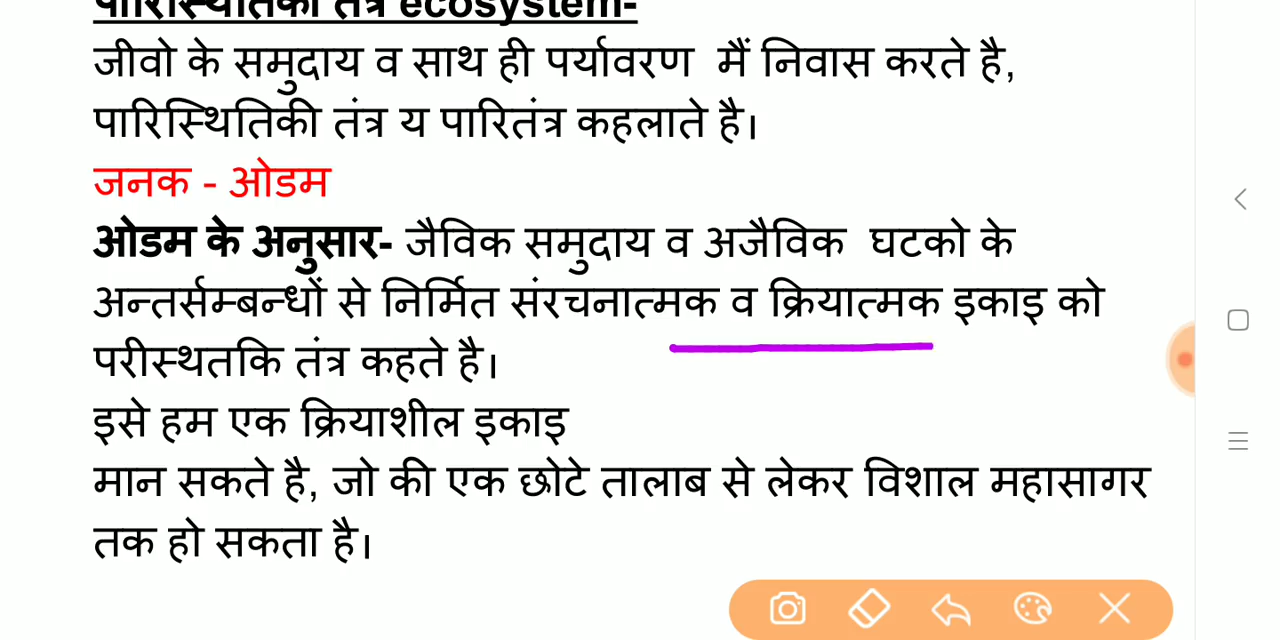 पारिस्थितिकी तंत्र ecosystem-
जीवो के समुदाय व साथ ही पर्यावरण मैं निवास करते है,
पारिस्थितिकी तंत्र य पारितंत्र कहलाते है।
जनक - ओडम
ओडम के अनुसार- जैविक समुदाय व अजैविक घटको के
अन्तर्सम्बन्धों से निर्मित संरचनात्मक व क्रियात्मक इकाइ को
परीस्थतकि तंत्र कहते है।
इसे हम एक क्रियाशील इकाइ
मान सकते है, जो की एक छोटे तालाब से लेकर विशाल महासागर
तक हो सकता है।